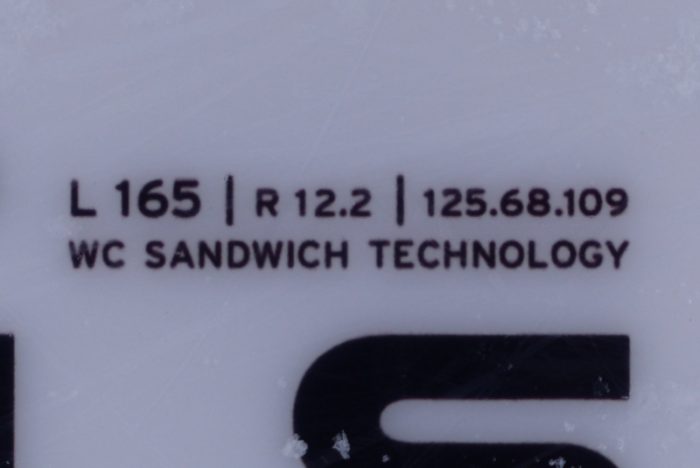 L 165 | R 12.2 | 125.68.109
WC SANDWICH TECHNOLOGY